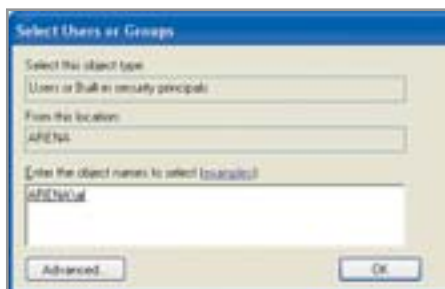 Select Users or Groups
Select this object type:
Users or Built-in security principals
From this location:
ARENA
Enter the object names to select (examples):
ARENA\al
Advanced...
OK